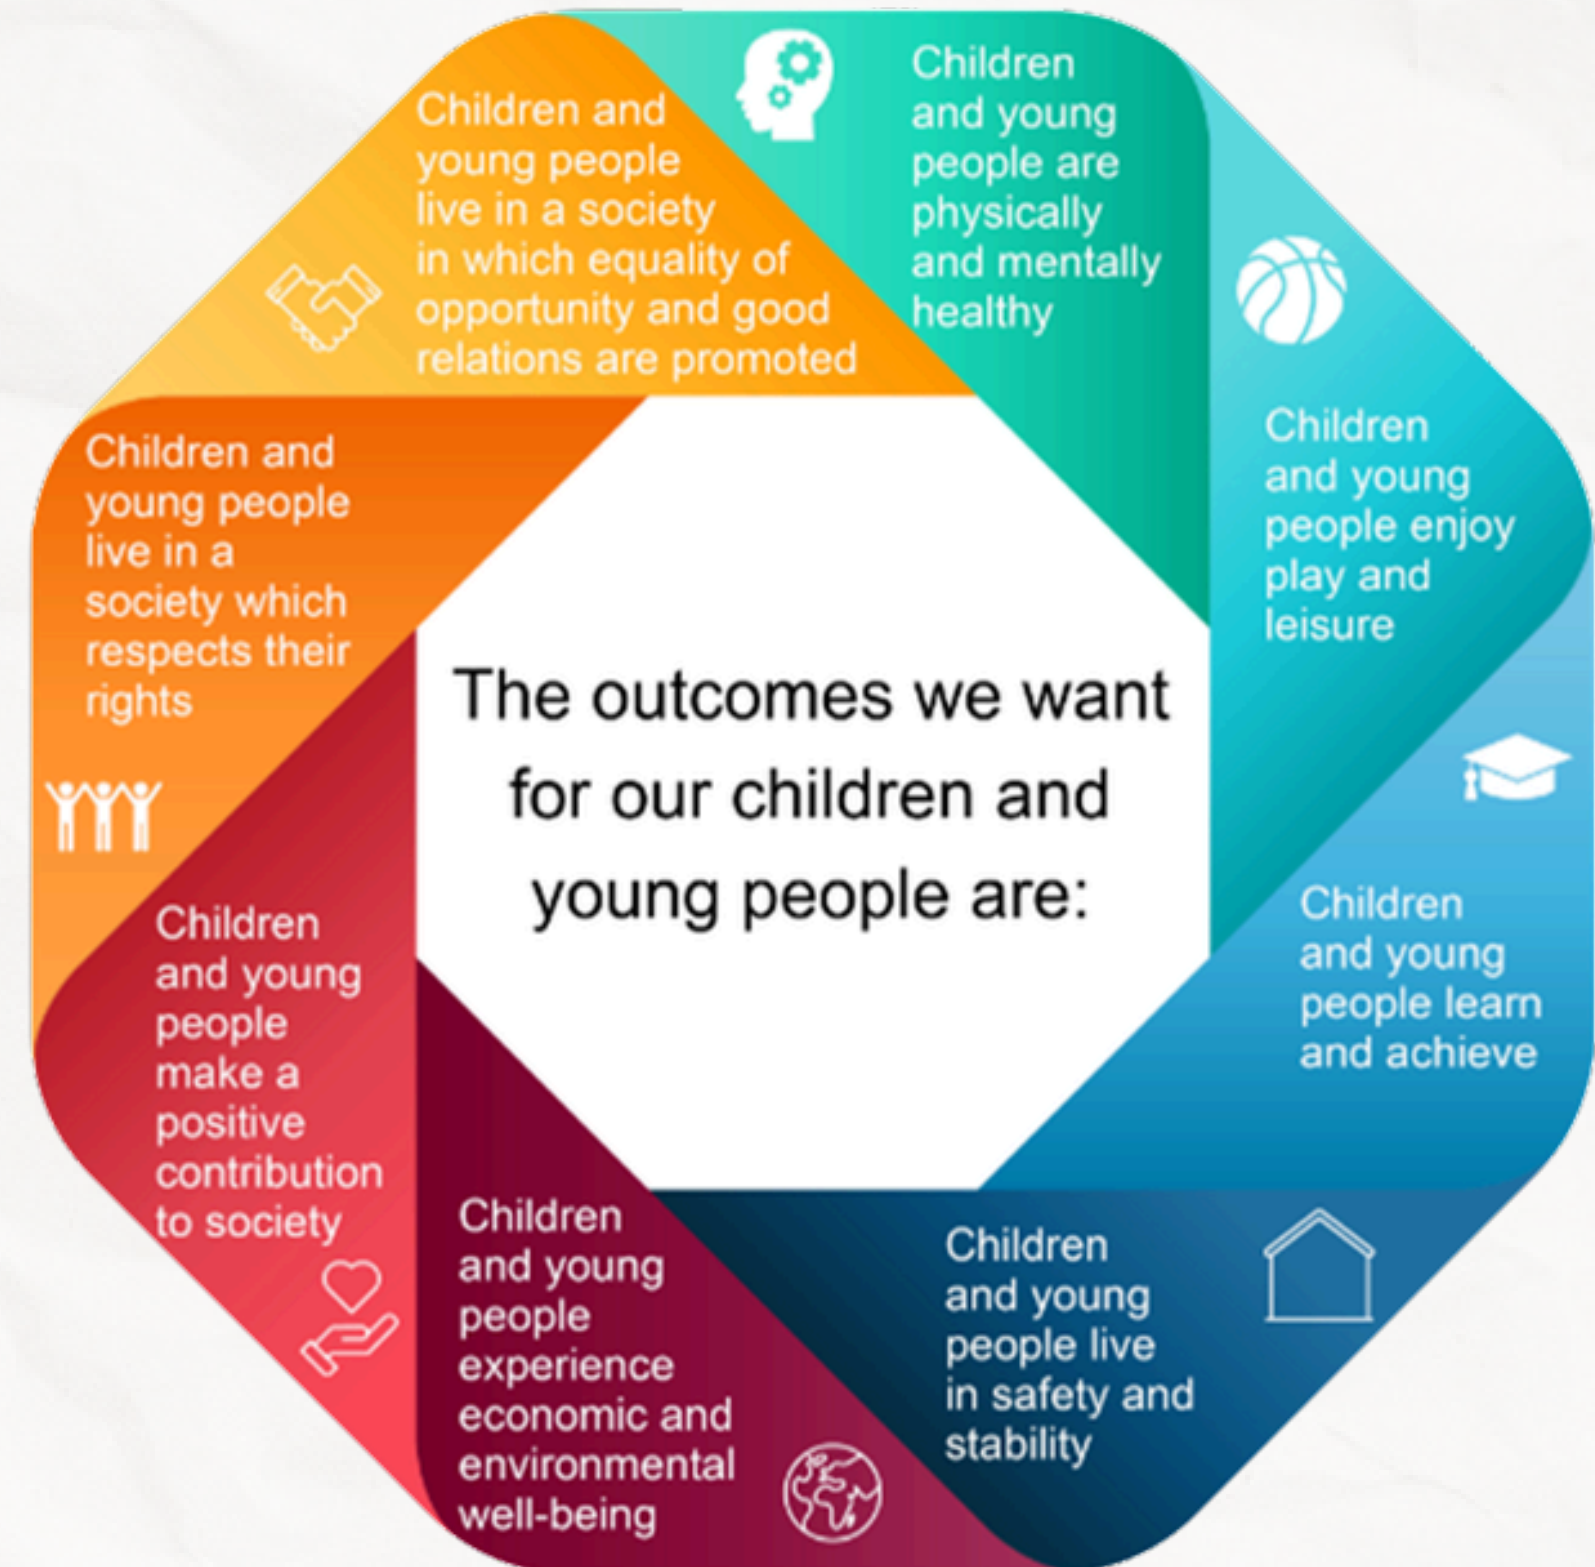 The outcomes we want
for our children and
young people are:
Children
and young
people are
physically
and mentally
healthy
Children
and young
people enjoy
play and
leisure
Children
and young
people learn
and achieve
Children
and young
people live
in safety and
stability
Children
and young
people
experience
economic and
environmental
well-being
Children
and young
people
make a
positive
contribution
to society
Children and
young people
live in a
society which
respects their
rights
Children and
young people
live in a society
in which equality of
opportunity and good
relations are promoted